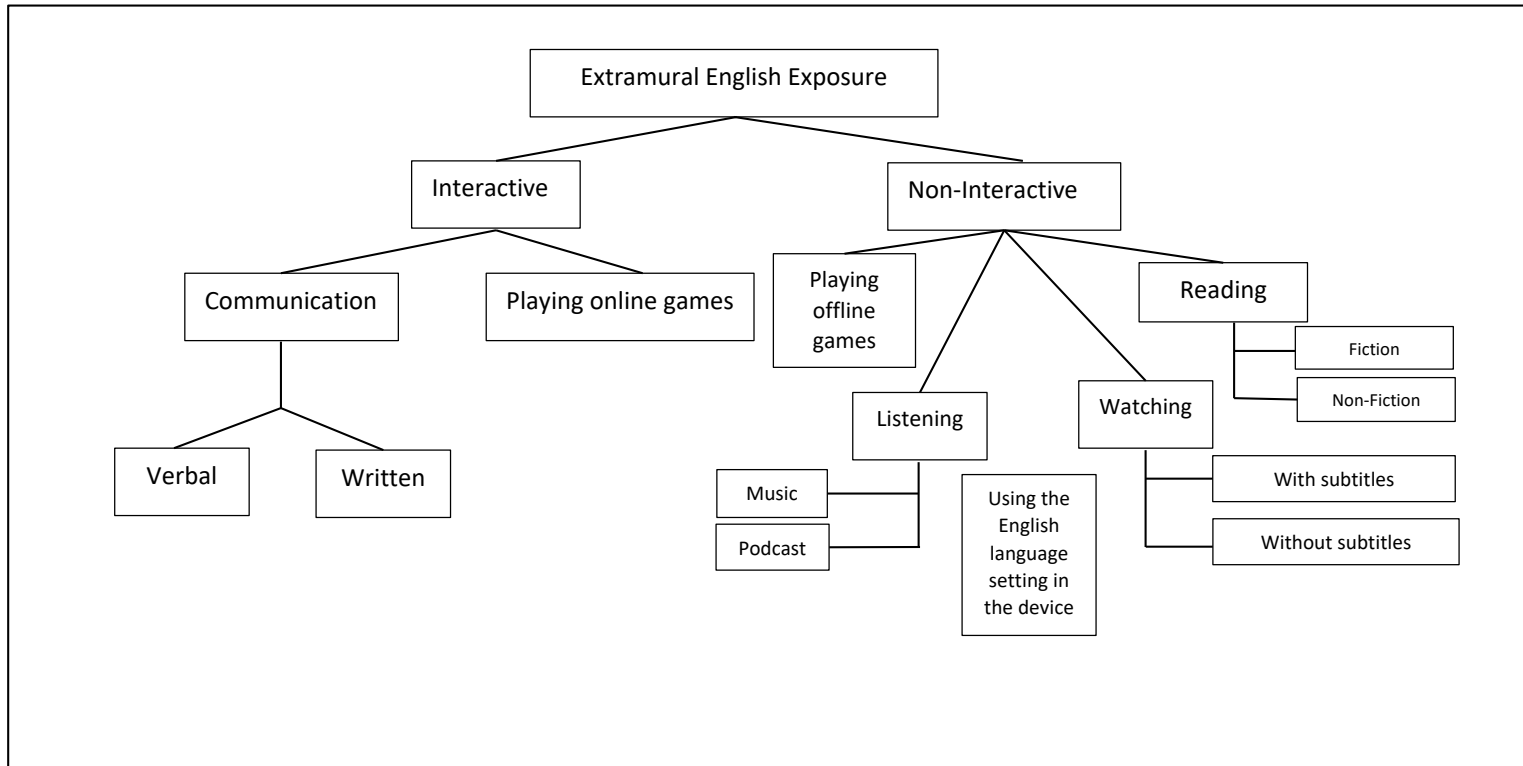 Extramural English Exposure
Interactive
Non-Interactive
Communication
Playing online games
Playing
offline
games
Reading
Fiction
Non-Fiction
Listening
Watching
Verbal
Written
Music
Podcast
Using the
English
language
setting in
the device
With subtitles
Without subtitles